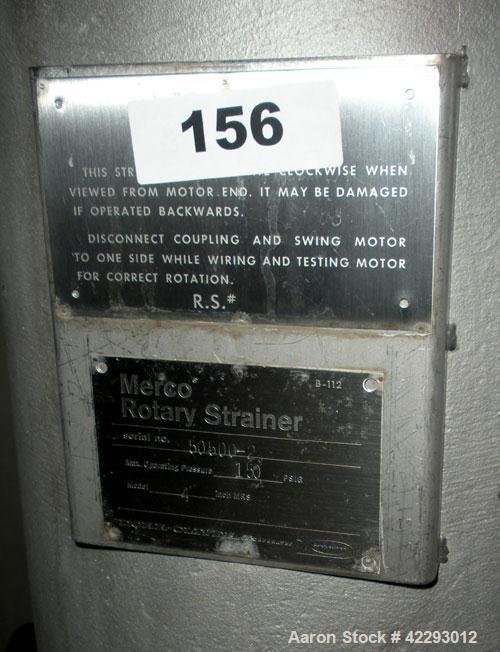 156
THIS CLOCKWISE WHEN
VIEWED FROM MOTOR END. IT MAY BE DAMAGED
IF OPERATED BACKWARDS.
DISCONNECT COUPLING AND SWING MOTOR
TO ONE SIDE WHILE WIRING AND TESTING MOTOR
FOR CORRECT ROTATION.
R.S.#
Merco B-112
Rotary Strainer
serial no. 50500-2
Max. Operating Pressure 150 PSIG
Model 4 Inch MRS
Aaron Stock # 42293012